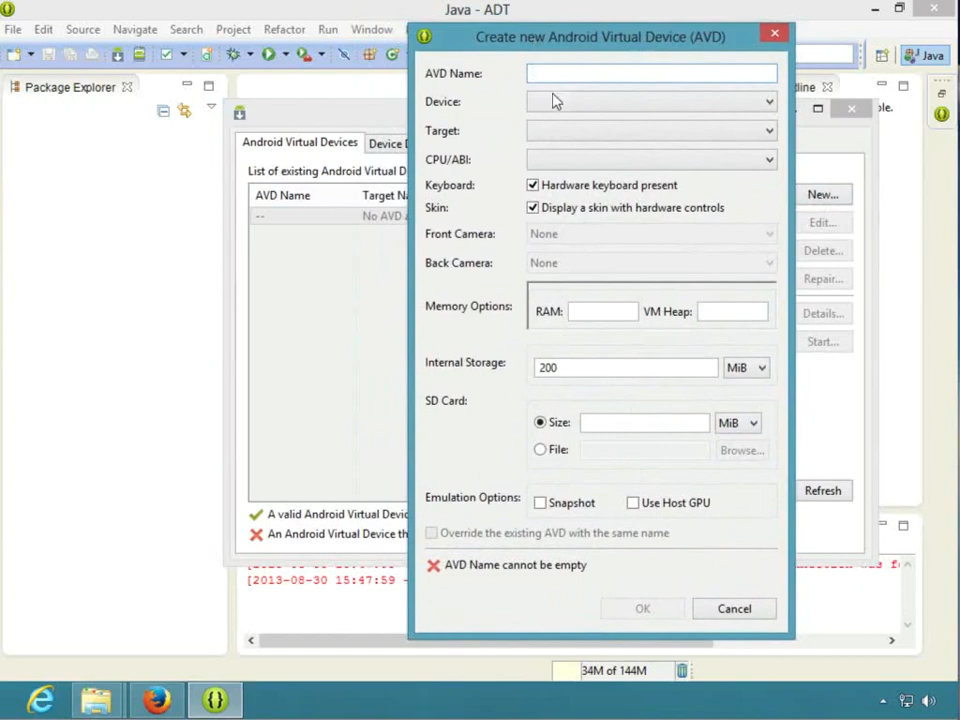 Java - ADT
File Edit Source Navigate Search Project Refactor Run Window
Create new Android Virtual Device (AVD)
Java
Package Explorer
AVD Name:
Device:
Target:
CPU/ABI:
Keyboard: Hardware keyboard present
Skin: Display a skin with hardware controls
Front Camera: None
Back Camera: None
Memory Options: RAM: VM Heap:
Internal Storage: 200 MiB
SD Card:
Size: MiB
File: Browse...
Emulation Options: Snapshot Use Host GPU
Override the existing AVD with the same name
AVD Name cannot be empty
OK Cancel
Android Virtual Devices Device D
List of existing Android Virtual D
AVD Name Target Na
-- No AVD
A valid Android Virtual Devic
An Android Virtual Device th
New...
Edit...
Delete...
Repair...
Details...
Start...
Refresh
[2013-08-30 15:47:59 -
34M of 144M